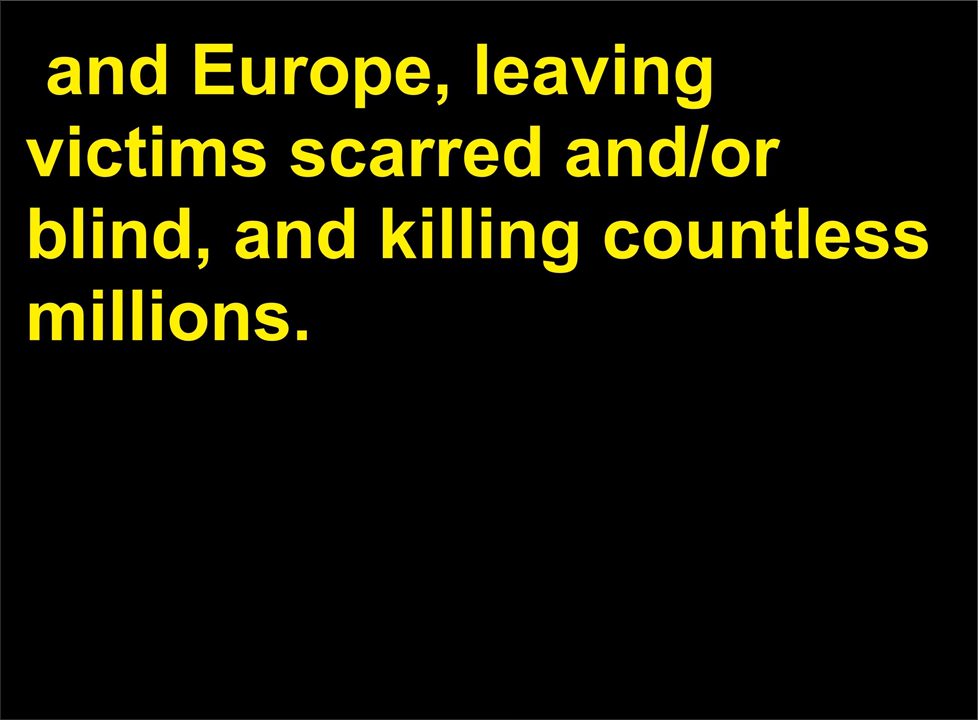 and Europe, leaving
victims scarred and/or
blind, and killing countless
millions.